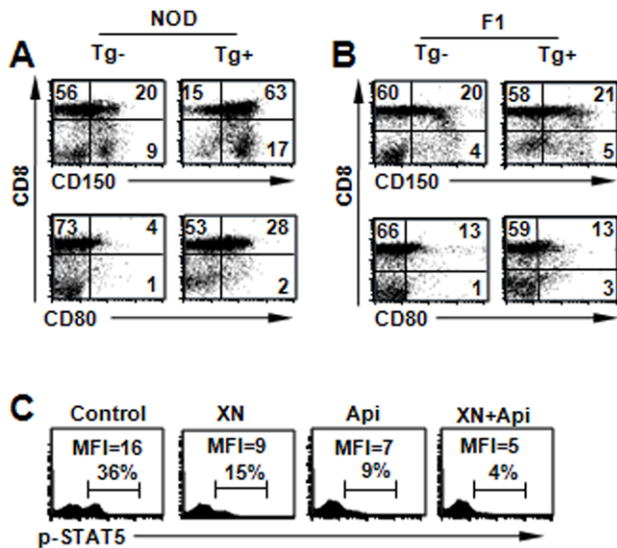 NOD
F1
A
Tg-
Tg+
B
Tg-
Tg+
56 20
9
15 63
17
60 20
4
58 21
5
CD8
CD150
CD8
CD150
73 4
1
53 28
2
66 13
1
59 13
3
CD80
CD80
C
Control
XN
Api
XN+Api
MFI=16
36%
MFI=9
15%
MFI=7
9%
MFI=5
4%
p-STAT5